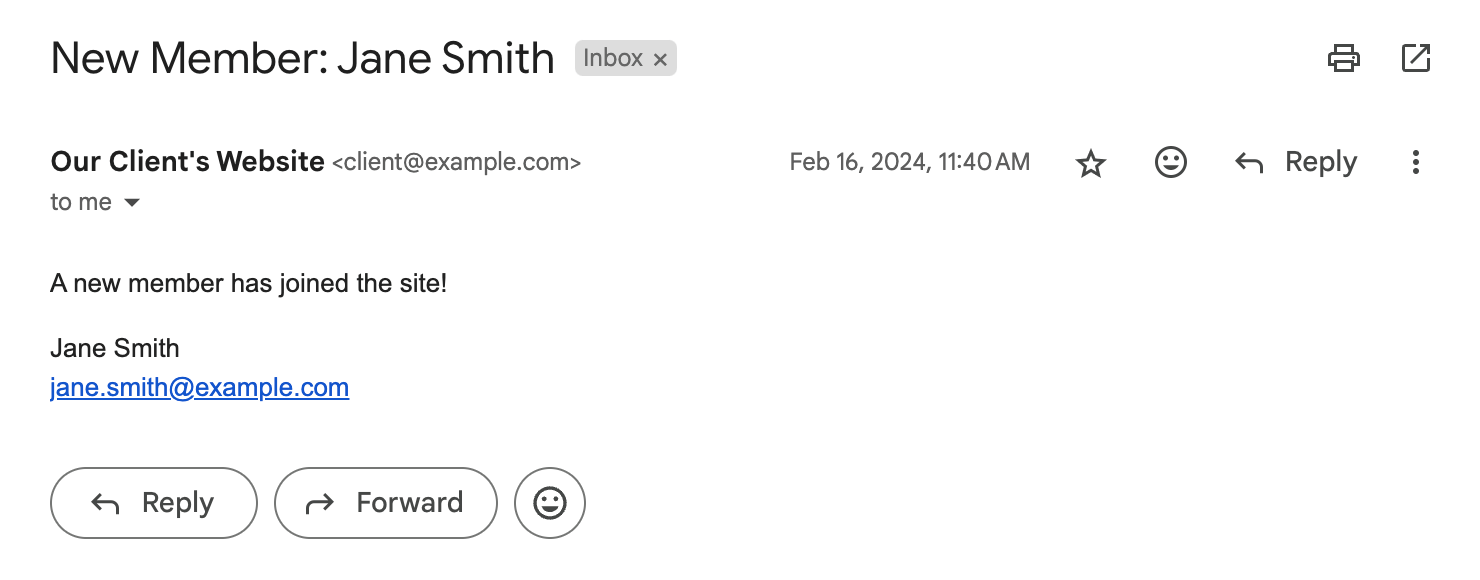 New Member: Jane Smith Inbox ×
Our Client's Website <client@example.com> Feb 16, 2024, 11:40 AM Reply
to me
A new member has joined the site!
Jane Smith
jane.smith@example.com
Reply Forward